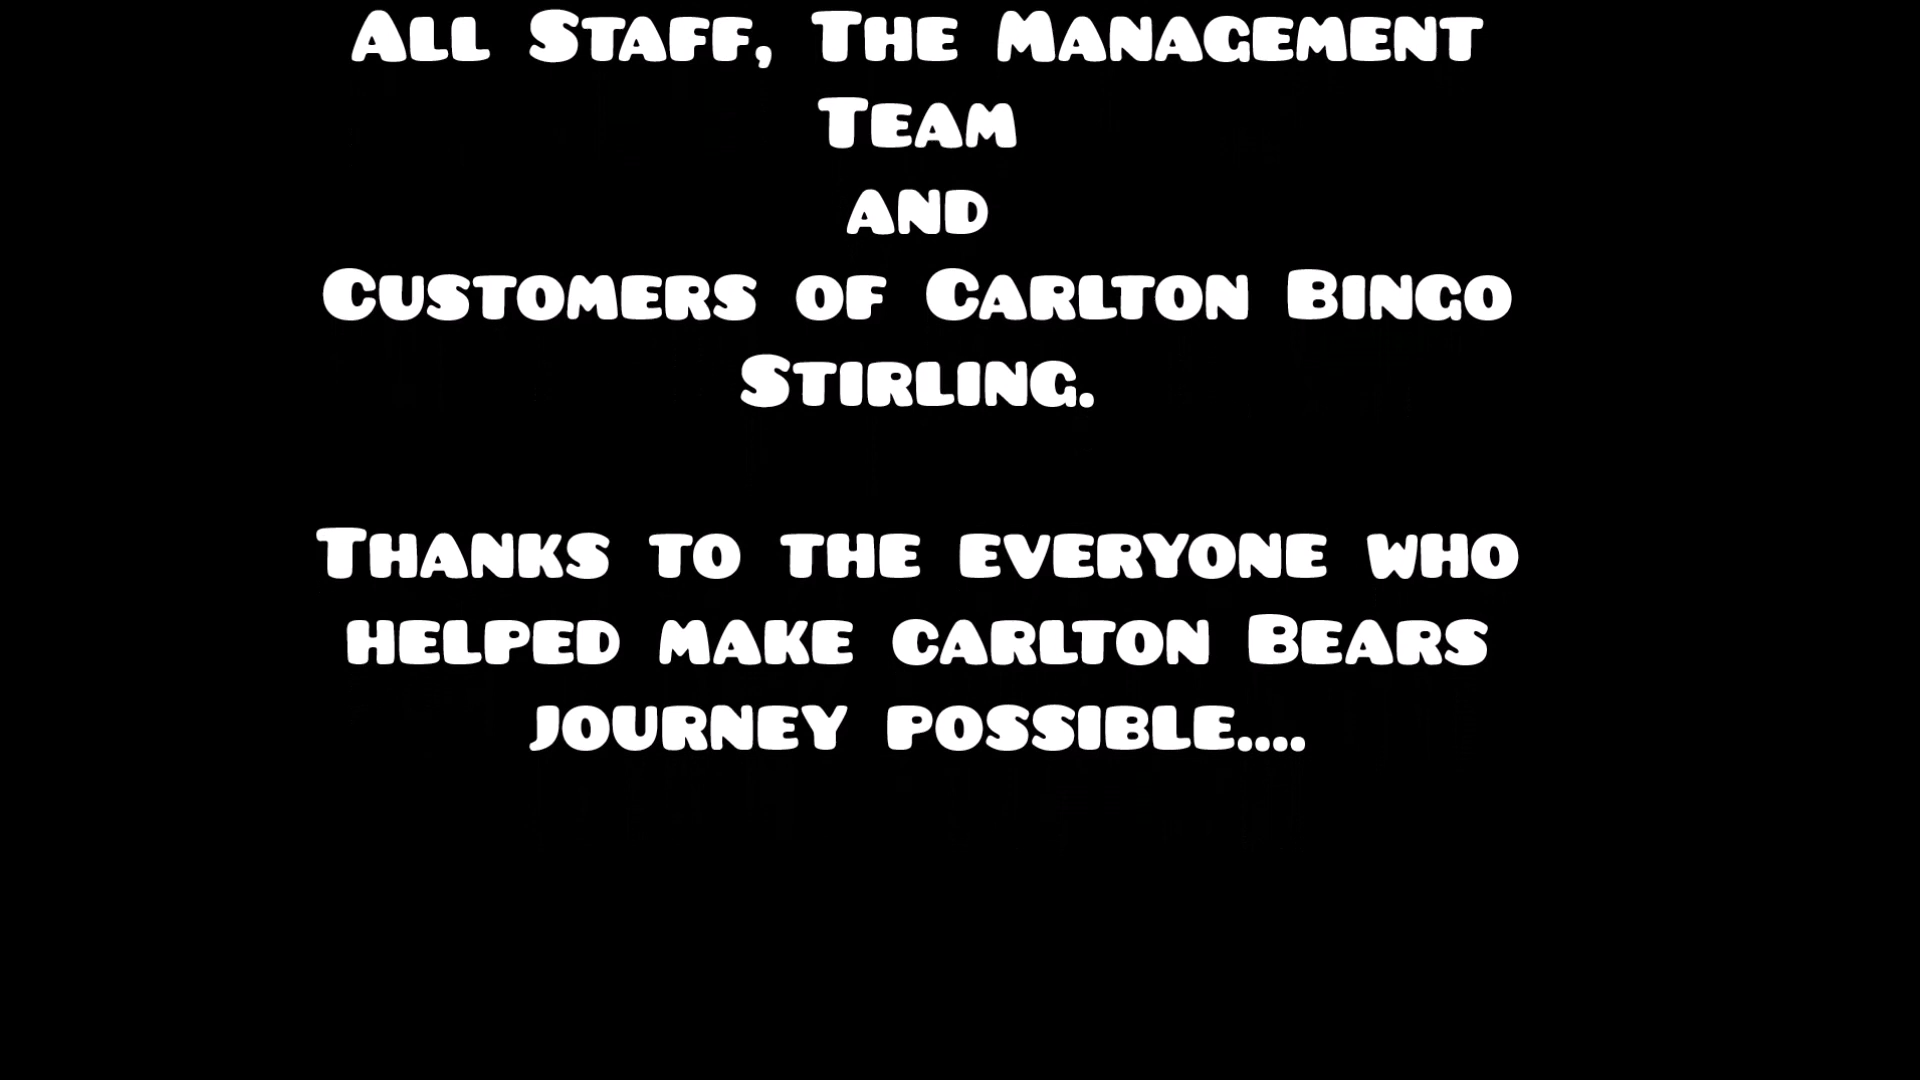 All Staff, The Management
Team
and
Customers of Carlton Bingo
Stirling.
Thanks to the everyone who
helped make carlton Bears
journey possible....